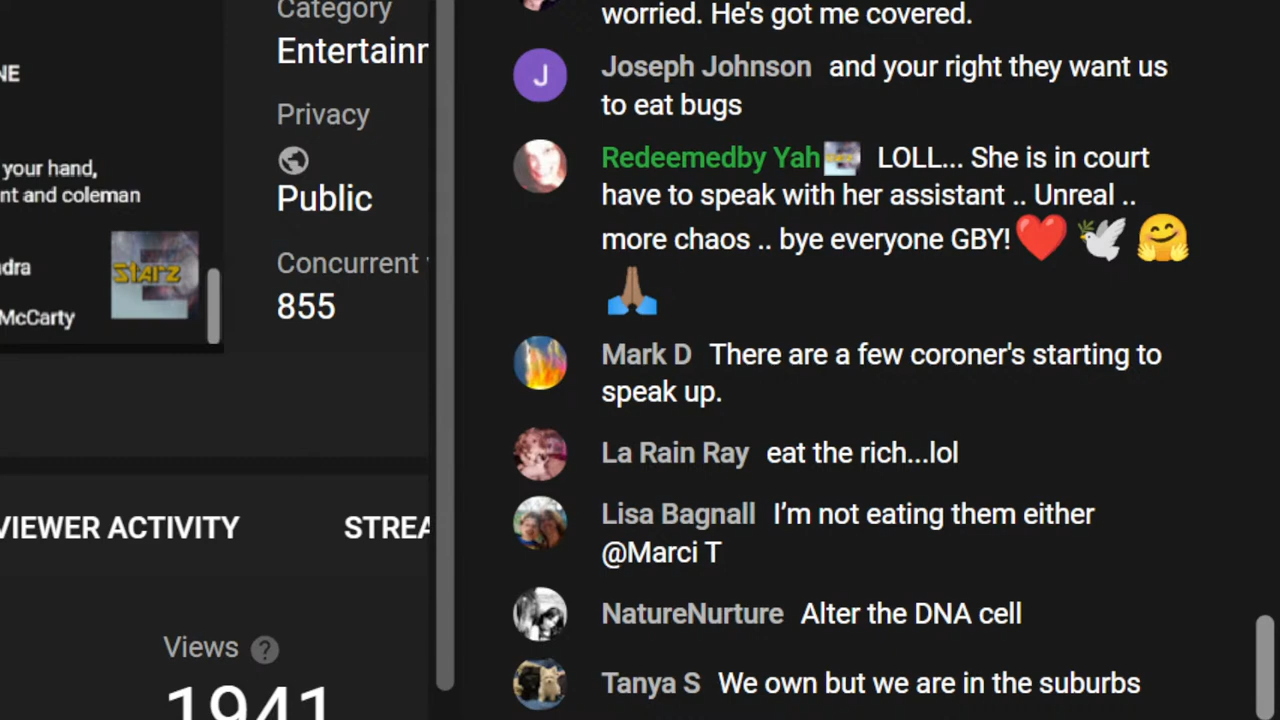 NE
your hand,
nt and coleman
dra
McCarty
Starz
Category
Entertainr
Privacy
Public
Concurrent
855
VIEWER ACTIVITY
STREA
Views ?
1941
worried. He's got me covered.
J
Joseph Johnson and your right they want us
to eat bugs
Redeemedby Yah LOLL... She is in court
have to speak with her assistant .. Unreal ..
more chaos .. bye everyone GBY!❤️ 🕊️ 🤗
🙏🏽
Mark D There are a few coroner's starting to
speak up.
La Rain Ray eat the rich...lol
Lisa Bagnall I’m not eating them either
@Marci T
NatureNurture Alter the DNA cell
Tanya S We own but we are in the suburbs